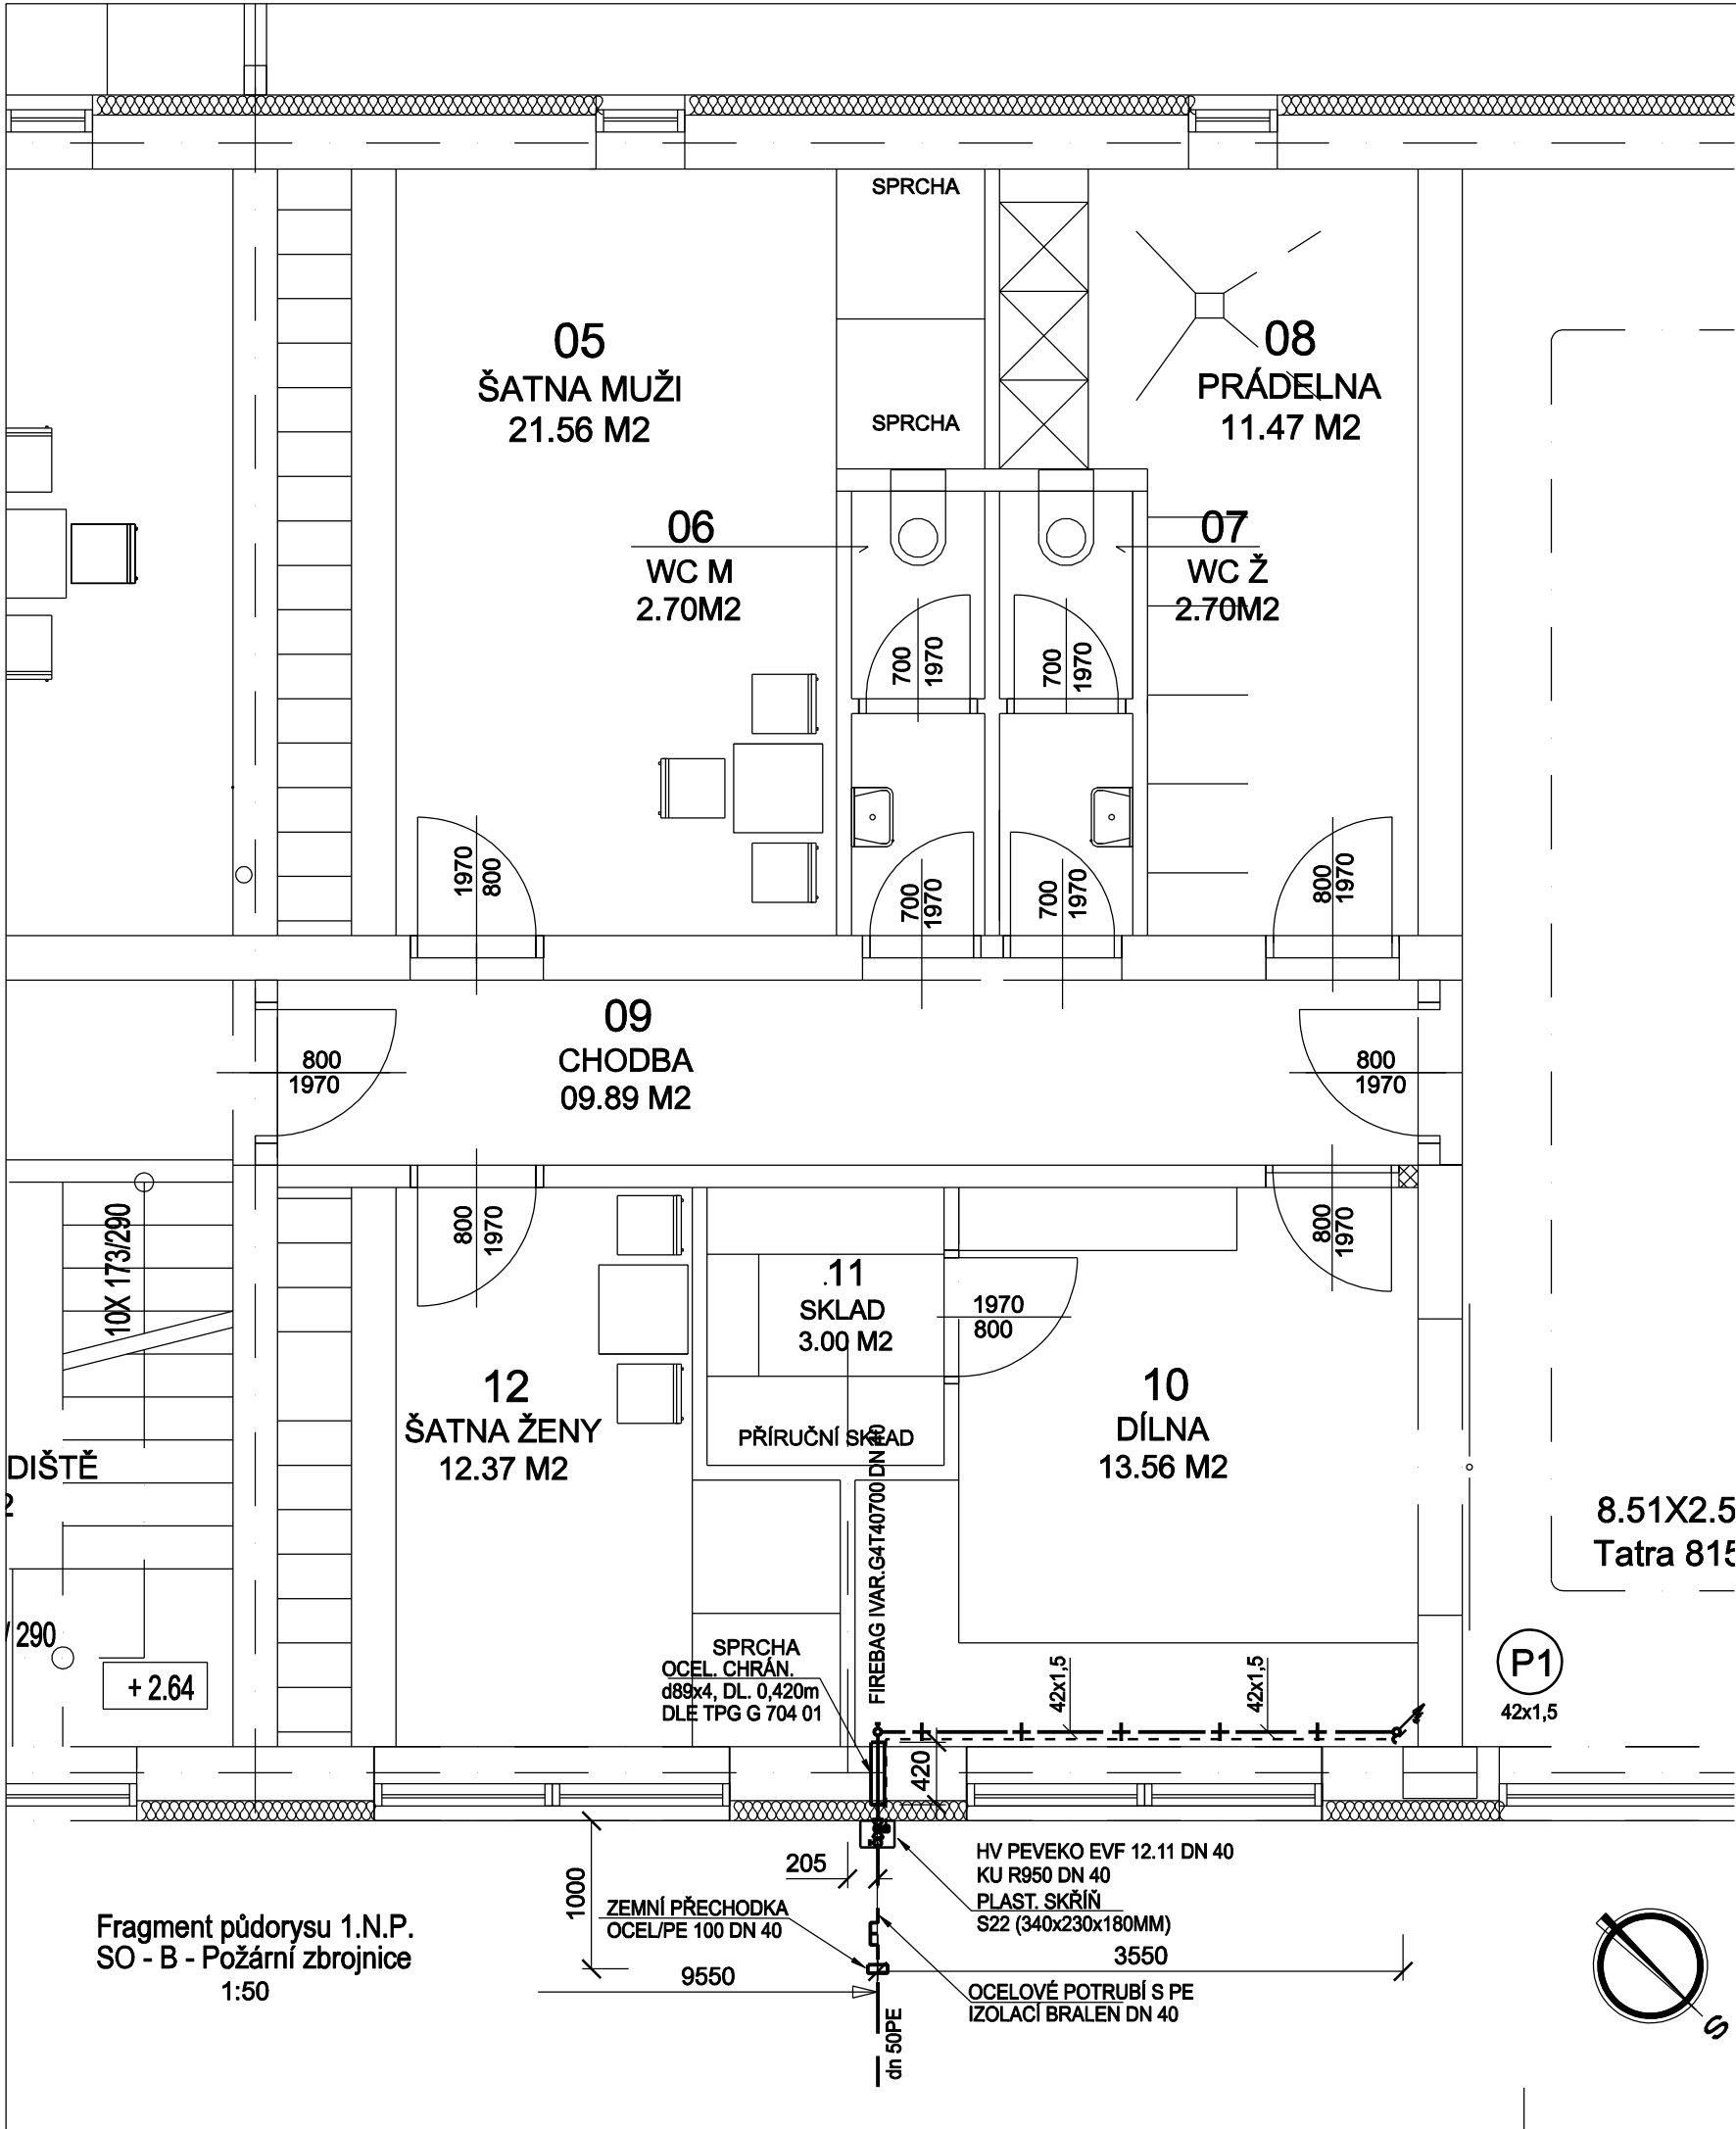 SPRCHA
05
ŠATNA MUŽI
21.56 M2
SPRCHA
08
PRÁDELNA
11.47 M2
06
WC M
2.70M2
07
WC Ž
2.70M2
700
1970
700
1970
1970
800
700
1970
700
1970
800
1970
09
CHODBA
09.89 M2
800
1970
800
1970
10X 173/290
800
1970
11
SKLAD
3.00 M2
1970
800
800
1970
12
ŠATNA ŽENY
12.37 M2
PŘÍRUČNÍ SKLAD
10
DÍLNA
13.56 M2
DIŠTĚ
8.51X2.5
Tatra 815
290
+ 2.64
SPRCHA
OCEL. CHRÁN.
d89x4, DL. 0,420m
DLE TPG G 704 01
FIREBAG IVAR.G4T40700 DN 40
42x1,5
42x1,5
P1
42x1,5
420
205
1000
HV PEVEKO EVF 12.11 DN 40
KU R950 DN 40
PLAST. SKŘÍŇ
S22 (340x230x180MM)
ZEMNÍ PŘECHODKA
OCEL/PE 100 DN 40
3550
9550
OCELOVÉ POTRUBÍ S PE
IZOLACÍ BRALEN DN 40
dn 50PE
Fragment půdorysu 1.N.P.
SO - B - Požární zbrojnice
1:50
S